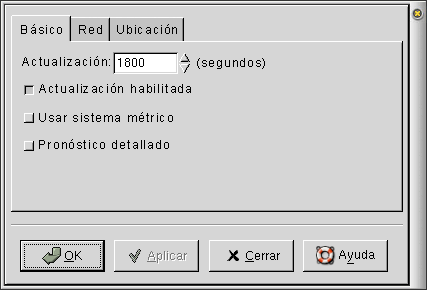 Básico Red Ubicación
Actualización: 1800 (segundos)
Actualización habilitada
Usar sistema métrico
Pronóstico detallado
OK Aplicar Cerrar Ayuda